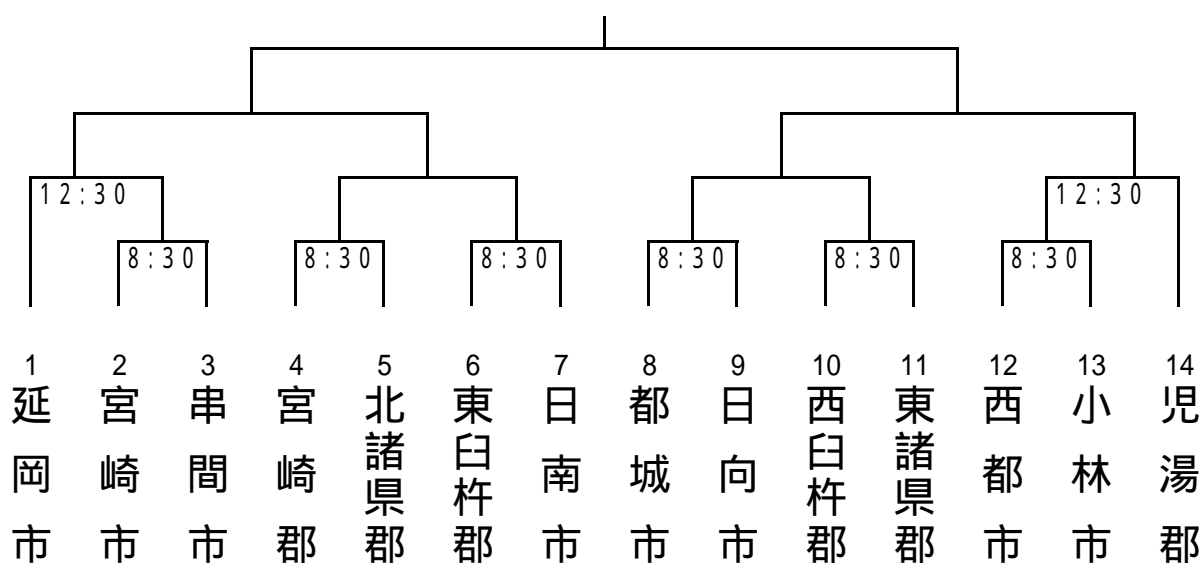 12:30 12:30
8:30 8:30 8:30 8:30 8:30 8:30
1 2 3 4 5 6 7 8 9 10 11 12 13 14
延岡市
宮崎市
串間市
宮崎郡
北諸県郡
東臼杵郡
日南市
都城市
日向市
西臼杵郡
東諸県郡
西都市
小林市
児湯郡